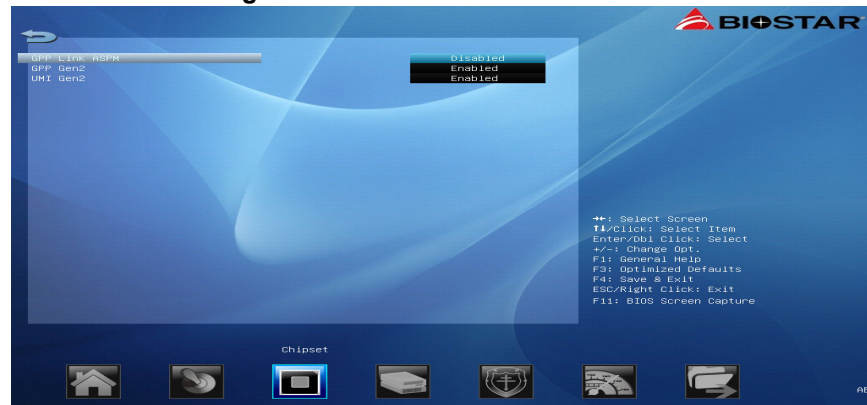 BIOSTAR
GPP Link ASPM Disabled
GPP Gen2 Enabled
UMI Gen2 Enabled
→←: Select Screen
↑↓/Click: Select Item
Enter/Dbl Click: Select
+/-: Change Opt.
F1: General Help
F3: Optimized Defaults
F4: Save & Exit
ESC/Right Click: Exit
F11: BIOS Screen Capture
Chipset